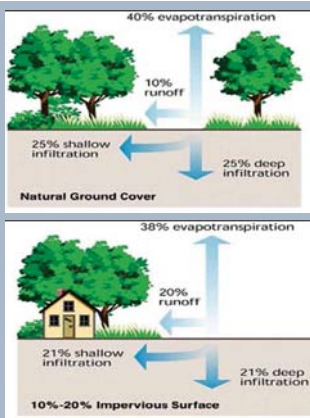 40% evapotranspiration
10%
runoff
25% shallow
infiltration
25% deep
infiltration
Natural Ground Cover
38% evapotranspiration
20%
runoff
21% shallow
infiltration
21% deep
infiltration
10%-20% Impervious Surface